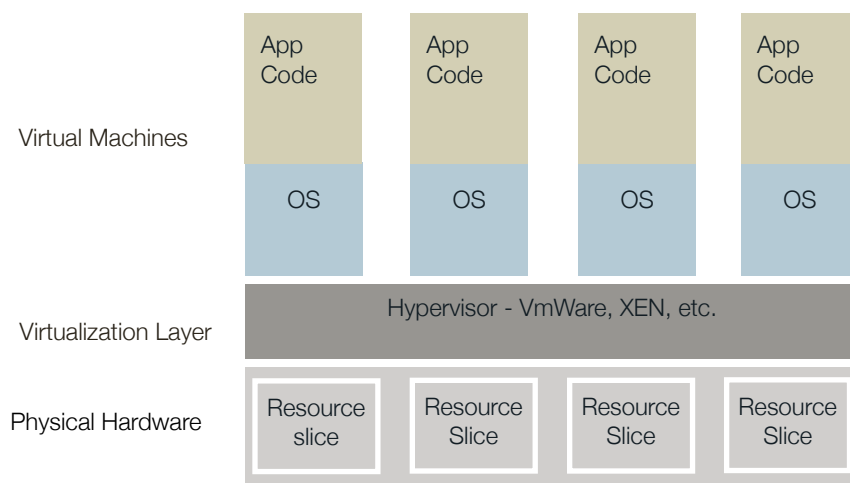 App
Code
App
Code
App
Code
App
Code
Virtual Machines
OS
OS
OS
OS
Hypervisor - VmWare, XEN, etc.
Virtualization Layer
Physical Hardware
Resource
slice
Resource
Slice
Resource
Slice
Resource
Slice